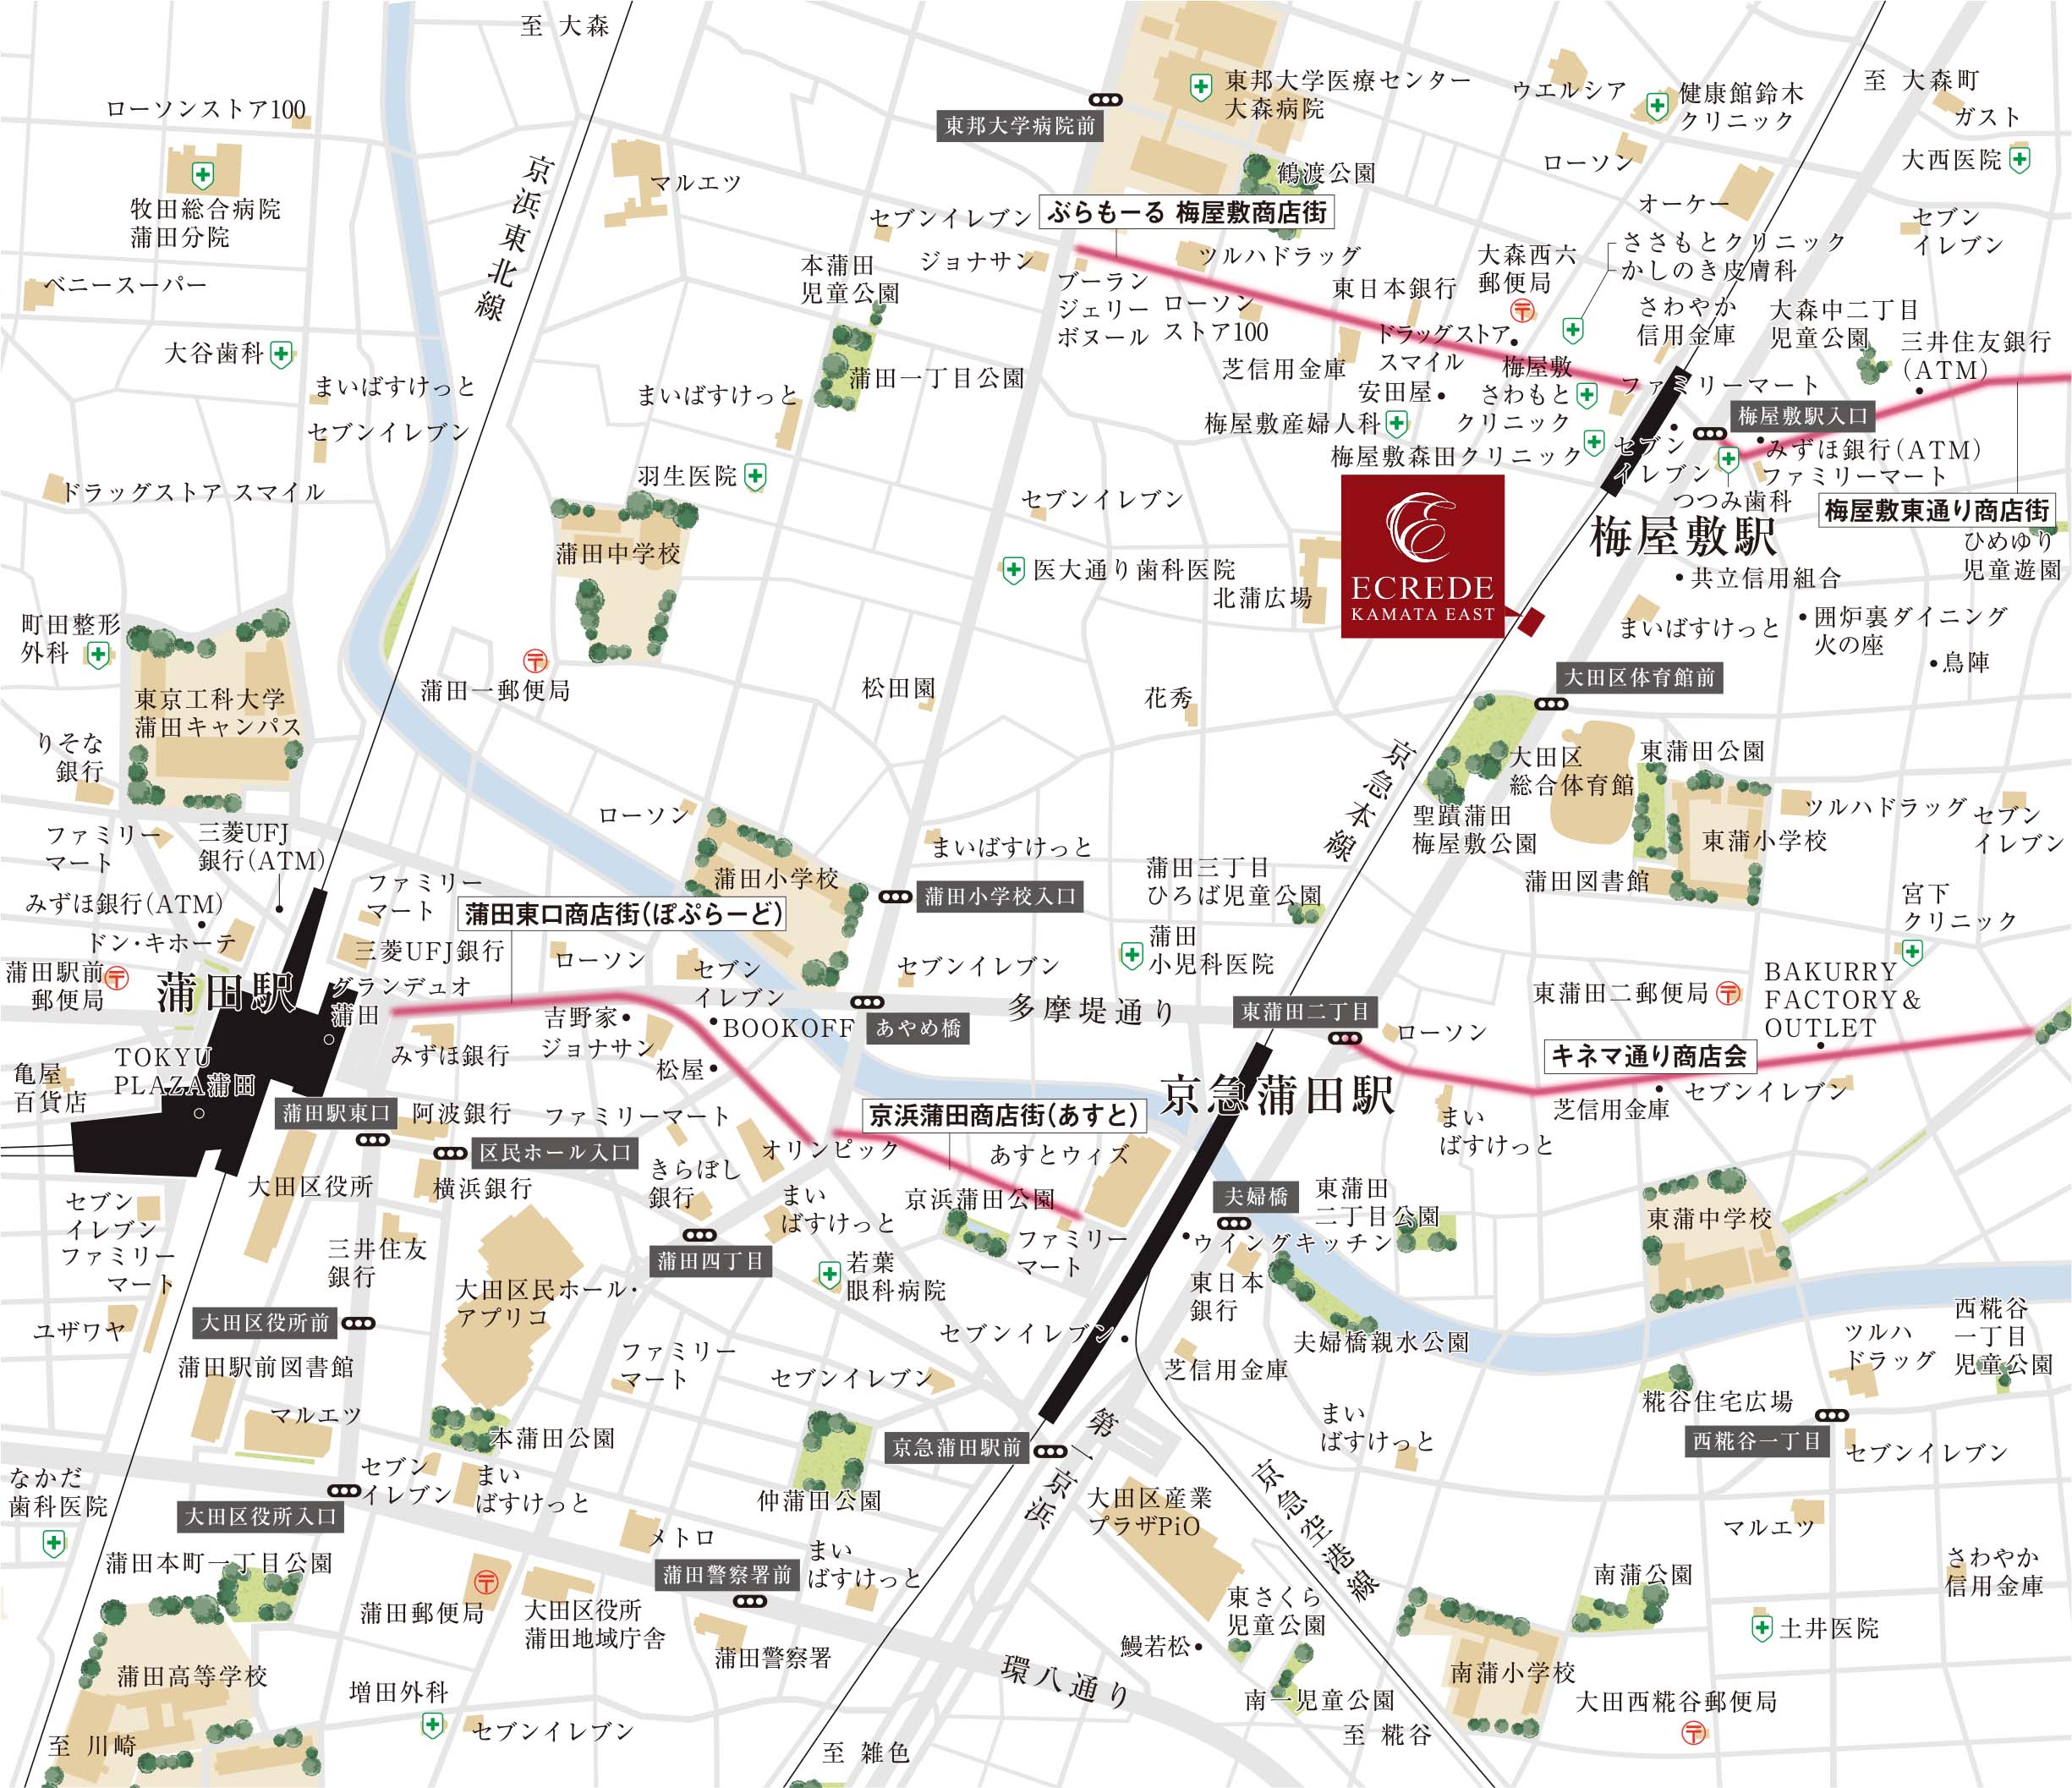 至 大森
ローソンストア100
牧田総合病院
蒲田分院
京浜東北線
マルエツ
ベニースーパー
大谷歯科
まいばすけっと
セブンイレブン
ドラッグストア スマイル
東邦大学病院前
東邦大学医療センター
大森病院
鶴渡公園
ウエルシア
健康館鈴木
クリニック
至 大森町
ガスト
大西医院
ローソン
オーケー
セブン
イレブン
セブンイレブン
ぶらもーる 梅屋敷商店街
ジョナサン
本蒲田
児童公園
ブーラン
ジェリー
ボヌール
ツルハドラッグ
ローソン
ストア100
東日本銀行
大森西六
郵便局
ささもとクリニック
かしのき皮膚科
さわやか
信用金庫
大森中二丁目
児童公園
三井住友銀行
(ATM)
ドラッグストア
スマイル
芝信用金庫
蒲田一丁目公園
まいばすけっと
安田屋
梅屋敷
さわもと
クリニック
ファミリーマート
梅屋敷駅入口
梅屋敷産婦人科
梅屋敷森田クリニック
セブン
イレブン
みずほ銀行(ATM)
ファミリーマート
つつみ歯科
梅屋敷東通り商店街
羽生医院
蒲田中学校
セブンイレブン
医大通り歯科医院
北蒲広場
ECREDE
KAMATA EAST
梅屋敷駅
共立信用組合
ひめゆり
児童遊園
まいばすけっと
囲炉裏ダイニング
火の座
鳥陣
町田整形
外科
東京工科大学
蒲田キャンパス
蒲田一郵便局
松田園
花秀
大田区体育館前
りそな
銀行
京急本線
大田区
総合体育館
東蒲田公園
聖蹟蒲田
梅屋敷公園
東蒲小学校
ツルハドラッグ
セブン
イレブン
蒲田図書館
ファミリー
マート
三菱UFJ
銀行(ATM)
ローソン
蒲田小学校
まいばすけっと
蒲田小学校入口
蒲田三丁目
ひろば児童公園
宮下
クリニック
みずほ銀行(ATM)
ドン・キホーテ
ファミリー
マート
蒲田東口商店街(ぽぷらーど)
三菱UFJ銀行
ローソン
セブン
イレブン
セブンイレブン
蒲田
小児科医院
蒲田駅前
郵便局
蒲田駅
グランデュオ
蒲田
吉野家
ジョナサン
BOOKOFF
あやめ橋
多摩堤通り
東蒲田二丁目
東蒲田二郵便局
BAKURRY
FACTORY&
OUTLET
ローソン
キネマ通り商店会
みずほ銀行
松屋
TOKYU
PLAZA蒲田
亀屋
百貨店
京急蒲田駅
芝信用金庫
セブンイレブン
まい
ばすけっと
蒲田駅東口
阿波銀行
ファミリーマート
京浜蒲田商店街(あすと)
区民ホール入口
オリンピック
あすとウィズ
大田区役所
横浜銀行
きらぼし
銀行
まい
ばすけっと
京浜蒲田公園
ファミリー
マート
夫婦橋
東蒲田
二丁目公園
ウイングキッチン
東蒲中学校
セブン
イレブン
ファミリー
マート
三井住友
銀行
蒲田四丁目
若葉
眼科病院
東日本
銀行
大田区民ホール・
アプリコ
ユザワヤ
大田区役所前
セブンイレブン
夫婦橋親水公園
西糀谷
一丁目
児童公園
ツルハ
ドラッグ
蒲田駅前図書館
ファミリー
マート
セブンイレブン
芝信用金庫
糀谷住宅広場
マルエツ
本蒲田公園
京急蒲田駅前
第一京浜
まい
ばすけっと
西糀谷一丁目
セブンイレブン
なかだ
歯科医院
セブン
イレブン
まい
ばすけっと
仲蒲田公園
大田区産業
プラザPiO
京急空港線
大田区役所入口
メトロ
マルエツ
蒲田本町一丁目公園
蒲田警察署前
まい
ばすけっと
さわやか
信用金庫
南蒲公園
蒲田郵便局
大田区役所
蒲田地域庁舎
東さくら
児童公園
土井医院
蒲田警察署
鰻若松
蒲田高等学校
環八通り
南蒲小学校
増田外科
南一児童公園
大田西糀谷郵便局
セブンイレブン
至 川崎
至 雑色
至 糀谷